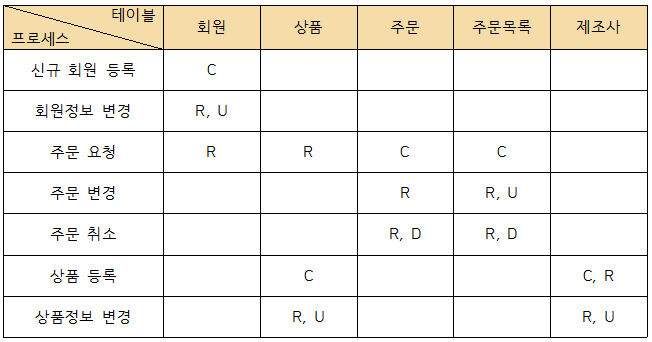 테이블
프로세스 회원 상품 주문 주문목록 제조사
신규 회원 등록 C
회원정보 변경 R, U
주문 요청 R R C C
주문 변경 R R, U
주문 취소 R, D R, D
상품 등록 C C, R
상품정보 변경 R, U R, U